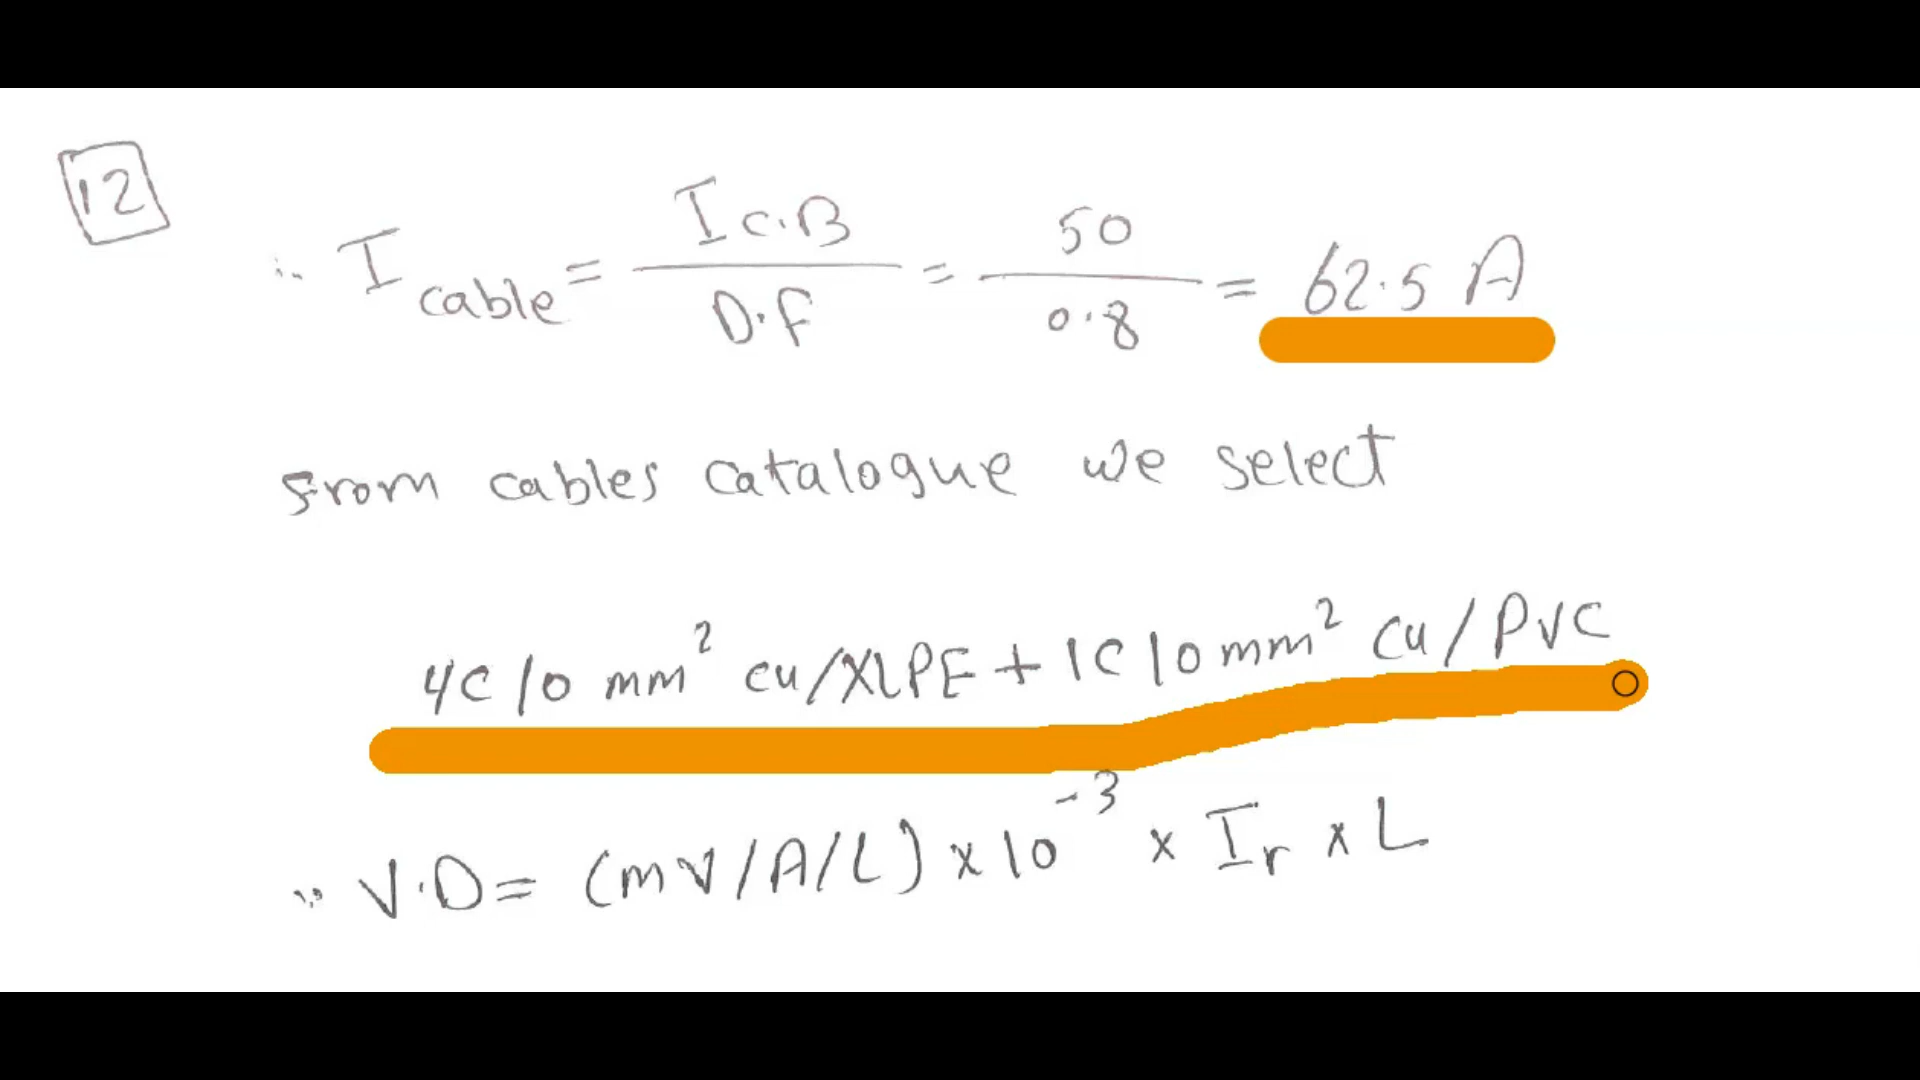 12
∴ I cable = I C.B / D.F = 50 / 0.8 = 62.5 A
From cables catalogue we select
4C 10 mm² cu/XLPE + 1C 10 mm² Cu/PVC
∵ V.D = (mV/A/L) x 10⁻³ x Ir x L